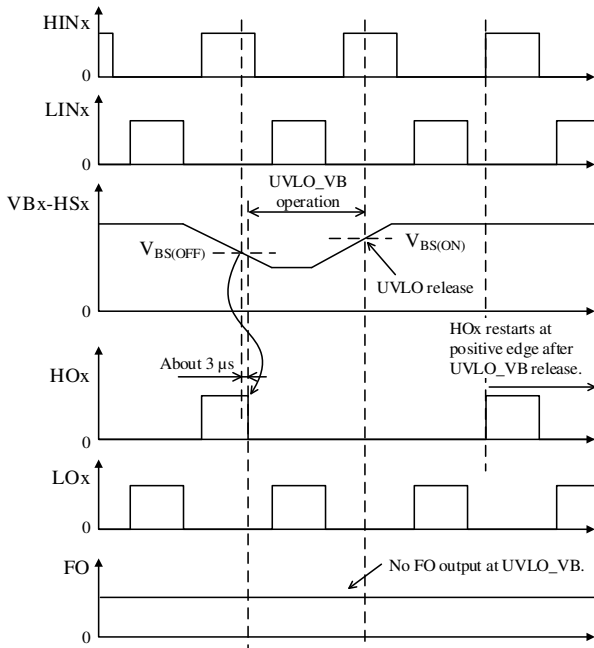 HINx
0
LINx
0
UVLO_VB
operation
VBx-HSx
VBS(OFF)
VBS(ON)
UVLO release
0
HOx restarts at
positive edge after
UVLO_VB release.
About 3 µs
HOx
0
LOx
0
FO
No FO output at UVLO_VB.
0